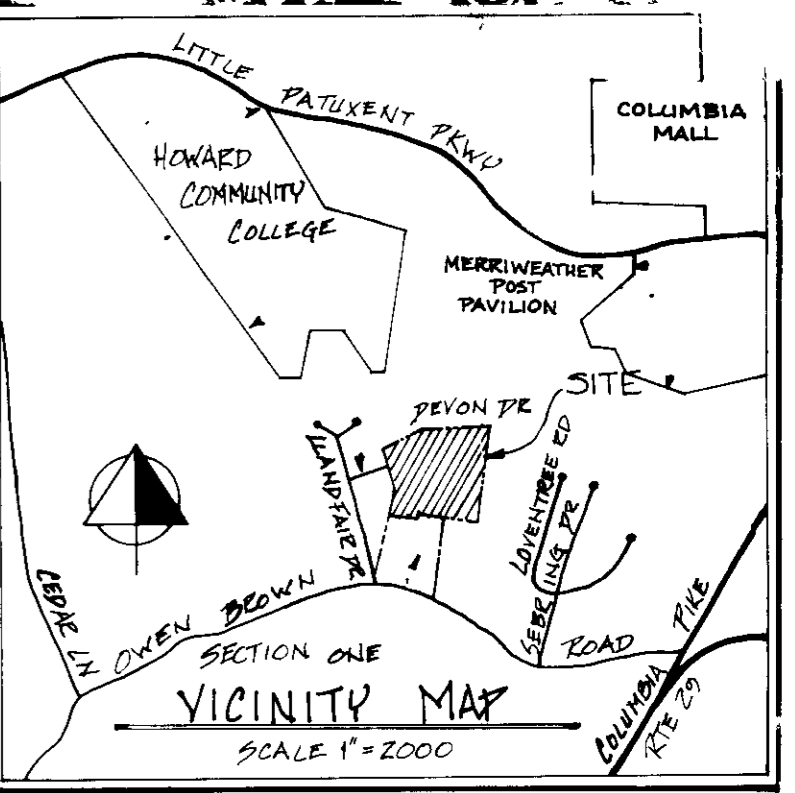 LITTLE PATUXENT PKWY
COLUMBIA
MALL
HOWARD
COMMUNITY
COLLEGE
MERRIWEATHER
POST
PAVILION
SITE
DEVON DR
LLANDFAIR DR
LOVENTREE RD
SEBRING DR
CEDAR LN
OWEN BROWN ROAD
COLUMBIA PIKE
RTE 29
SECTION ONE
VICINITY MAP
SCALE 1"=2000